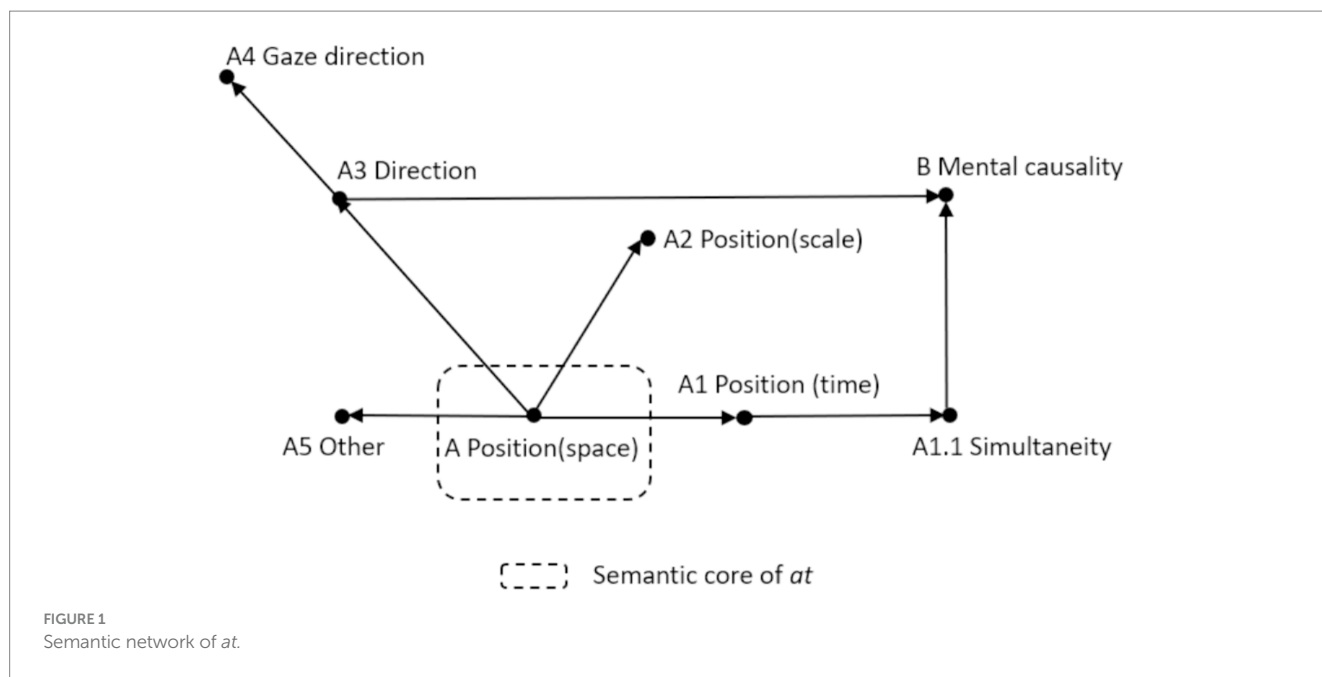 A4 Gaze direction
A3 Direction
B Mental causality
A2 Position(scale)
A1 Position (time)
A5 Other
A Position(space)
A1.1 Simultaneity
Semantic core of at
FIGURE 1
Semantic network of at.